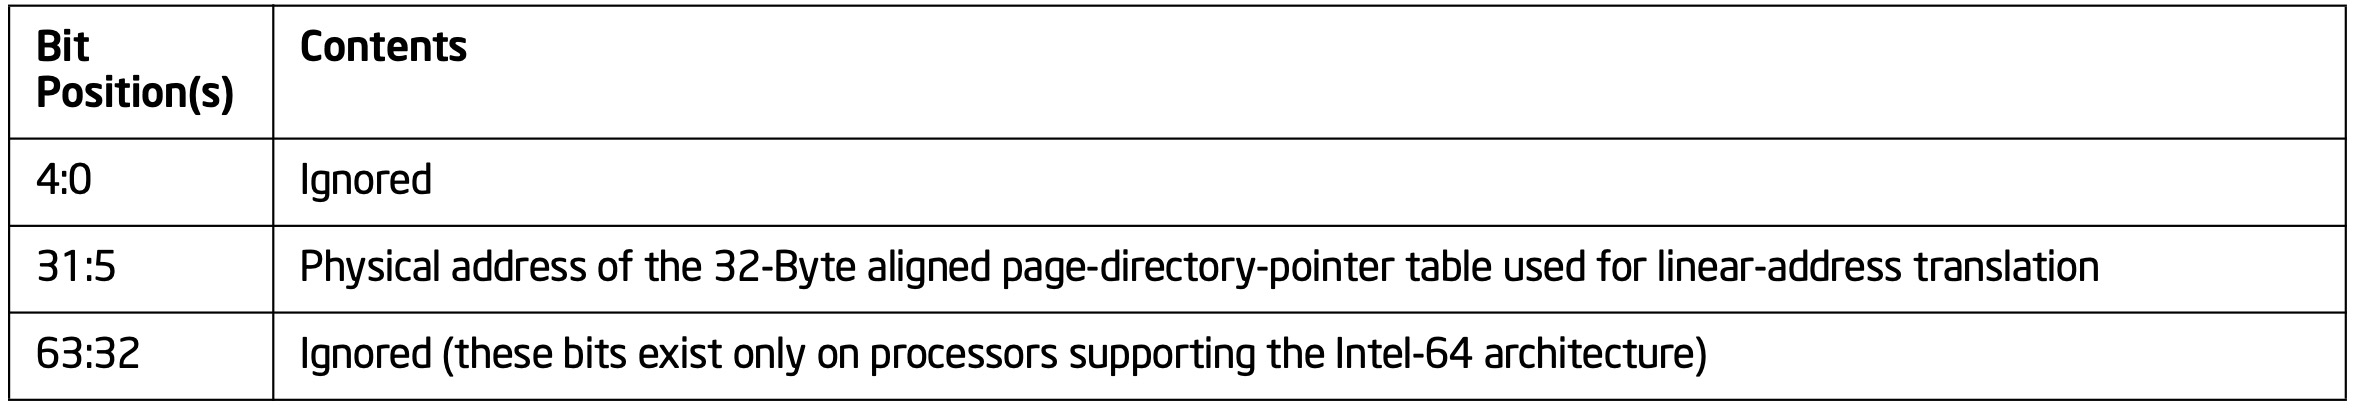 Bit
Position(s)
Contents
4:0
Ignored
31:5
Physical address of the 32-Byte aligned page-directory-pointer table used for linear-address translation
63:32
Ignored (these bits exist only on processors supporting the Intel-64 architecture)